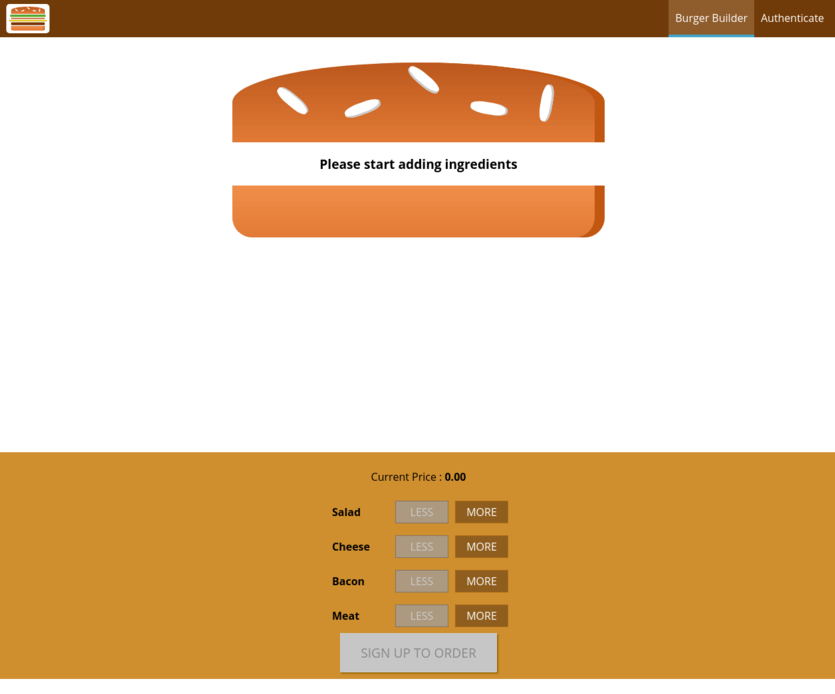 Burger Builder Authenticate
Please start adding ingredients
Current Price : 0.00
Salad LESS MORE
Cheese LESS MORE
Bacon LESS MORE
Meat LESS MORE
SIGN UP TO ORDER